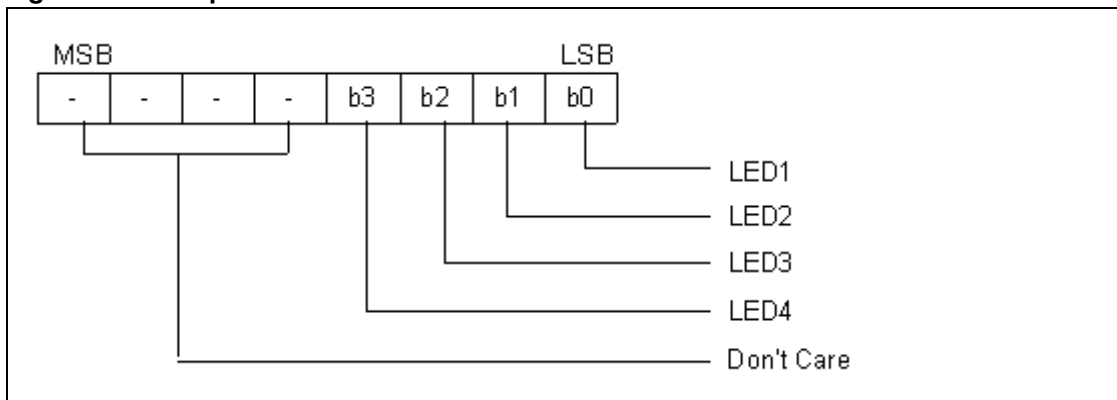 MSB LSB
- - - - b3 b2 b1 b0
LED1
LED2
LED3
LED4
Don't Care